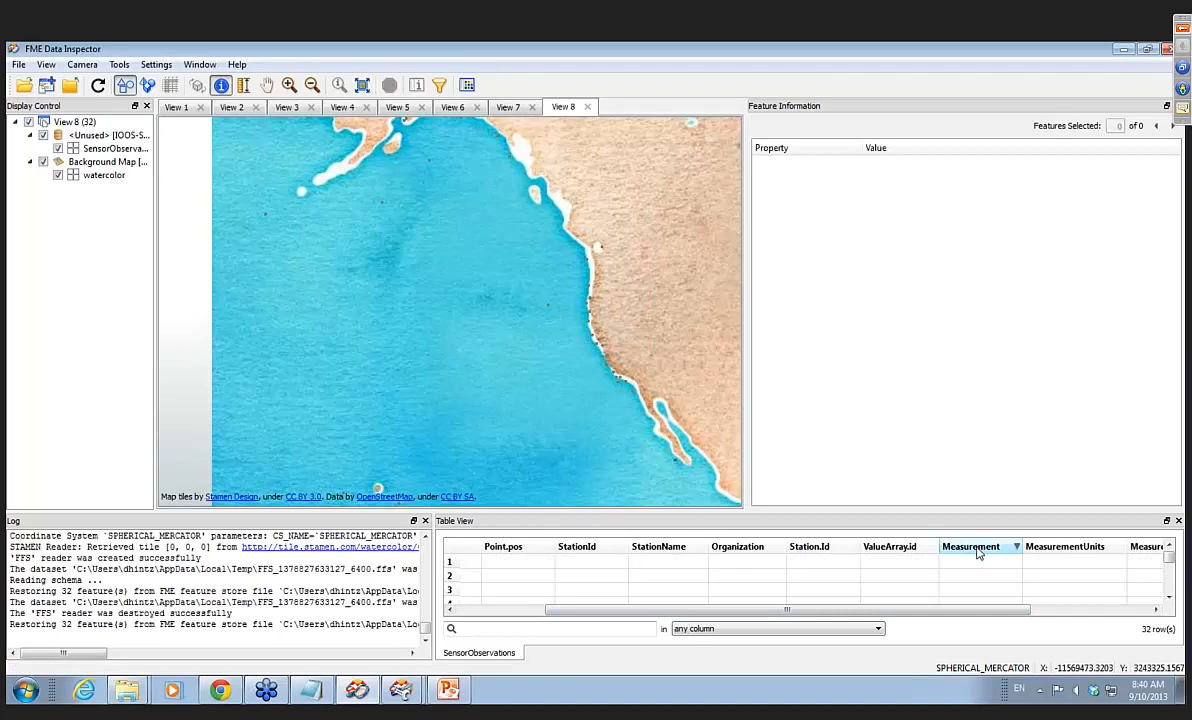 FME Data Inspector
File View Camera Tools Settings Window Help
Display Control
View 1 View 2 View 3 View 4 View 5 View 6 View 7 View 8
Feature Information
View 8 (32)
<Unused> [IOOS-S...
SensorObserva...
Background Map [...
watercolor
Features Selected: 0 of 0
Property Value
Map tiles by Stamen Design, under CC BY 3.0. Data by OpenStreetMap, under CC BY SA.
Log
Coordinate System `SPHERICAL_MERCATOR' parameters: CS_NAME=`SPHERICAL_MERCATOR'
STAMEN Reader: Retrieved tile [0, 0, 0] from http://tile.stamen.com/watercolor/
'FFS' reader was created successfully
The dataset 'C:\Users\dhintz\AppData\Local\Temp\FFS_1378827633127_6400.ffs' was
Reading schema ...
Restoring 32 feature(s) from FME feature store file `C:\Users\dhintz\AppData\Lo
The dataset 'C:\Users\dhintz\AppData\Local\Temp\FFS_1378827633127_6400.ffs' was
The 'FFS' reader was destroyed successfully
Restoring 32 feature(s) from FME feature store file `C:\Users\dhintz\AppData\Lo
Table View
Point.pos StationId StationName Organization Station.Id ValueArray.id Measurement MeasurementUnits Measur
1
2
3
in any column 32 row(s)
SensorObservations
SPHERICAL_MERCATOR X: -11569473.3203 Y: 3243325.1567
EN 8:40 AM
9/10/2013